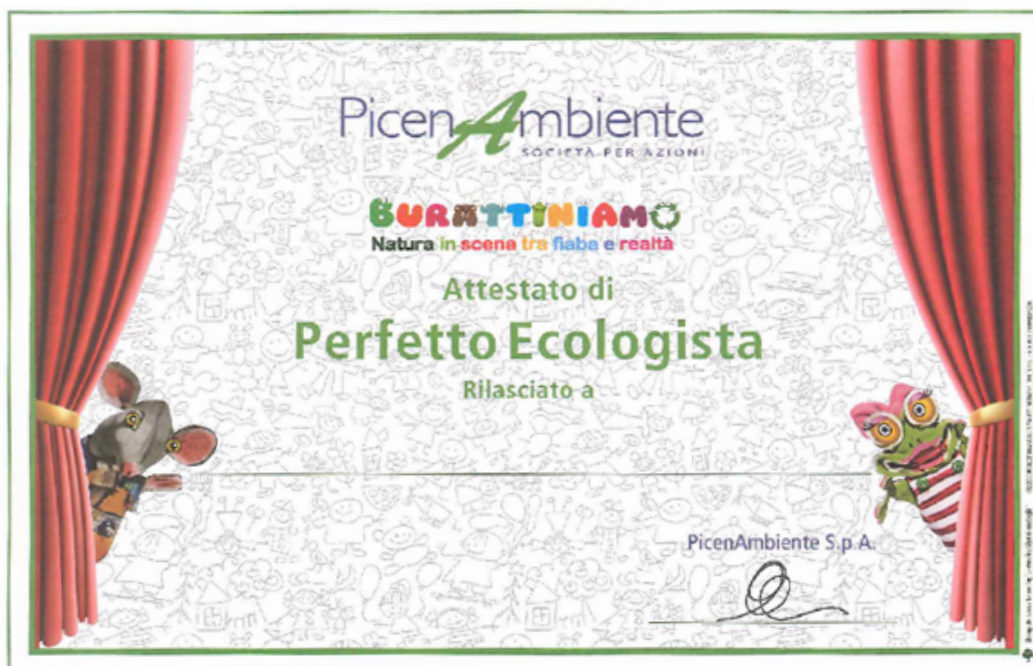 PicenAmbiente
SOCIETÀ PER AZIONI
BURATTINIAMO
Natura in scena tra fiaba e realtà
Attestato di
Perfetto Ecologista
Rilasciato a
PicenAmbiente S.p.A.